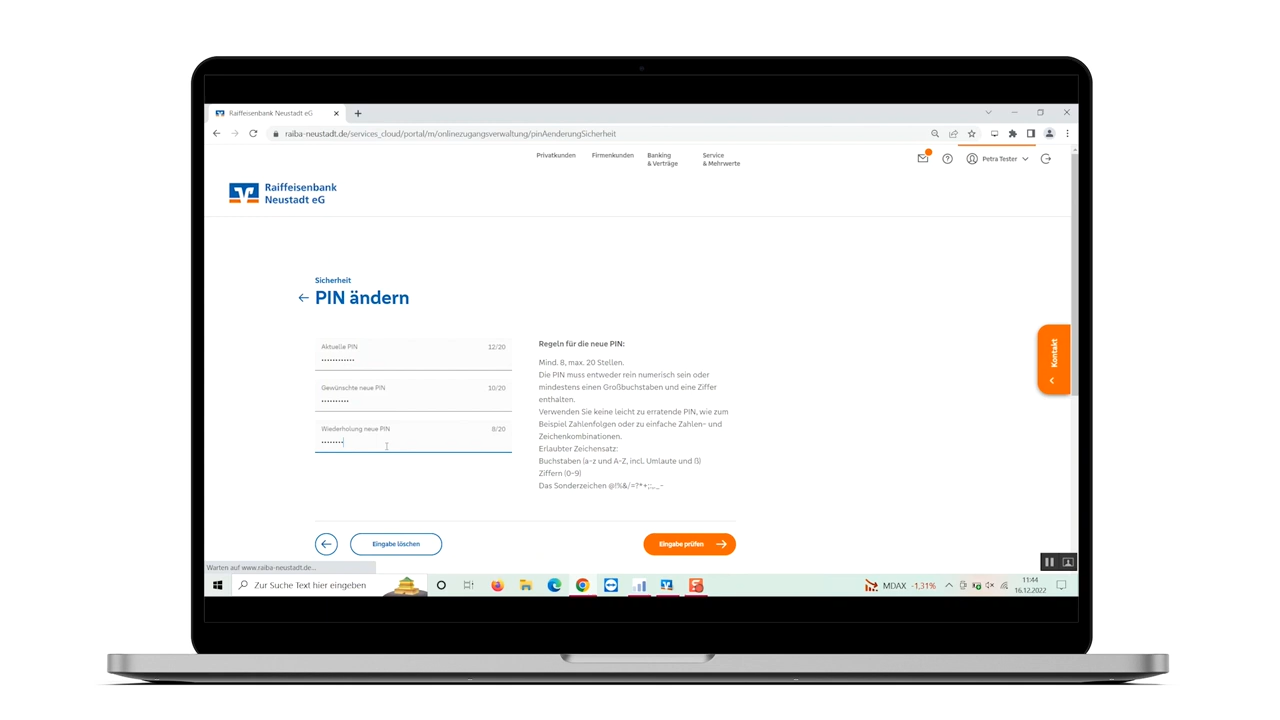 Raiffeisenbank Neustadt eG
raiba-neustadt.de/services_cloud/portal/m/onlinezugangsverwaltung/pinAenderungSicherheit
Privatkunden
Firmenkunden
Banking
& Verträge
Service
& Mehrwerte
Petra Tester
Raiffeisenbank
Neustadt eG
Sicherheit
PIN ändern
Aktuelle PIN 12/20
Gewünschte neue PIN 10/20
Wiederholung neue PIN 8/20
Regeln für die neue PIN:
Mind. 8, max. 20 Stellen.
Die PIN muss entweder rein numerisch sein oder
mindestens einen Großbuchstaben und eine Ziffer
enthalten.
Verwenden Sie keine leicht zu erratende PIN, wie zum
Beispiel Zahlenfolgen oder zu einfache Zahlen- und
Zeichenkombinationen.
Erlaubter Zeichensatz:
Buchstaben (a-z und A-Z, incl. Umlaute und ß)
Ziffern (0-9)
Das Sonderzeichen @!%&/=?*+;:,._-
Kontakt
Eingabe löschen
Eingabe prüfen
Warten auf www.raiba-neustadt.de...
Zur Suche Text hier eingeben
MDAX -1,31%
11:44
16.12.2022